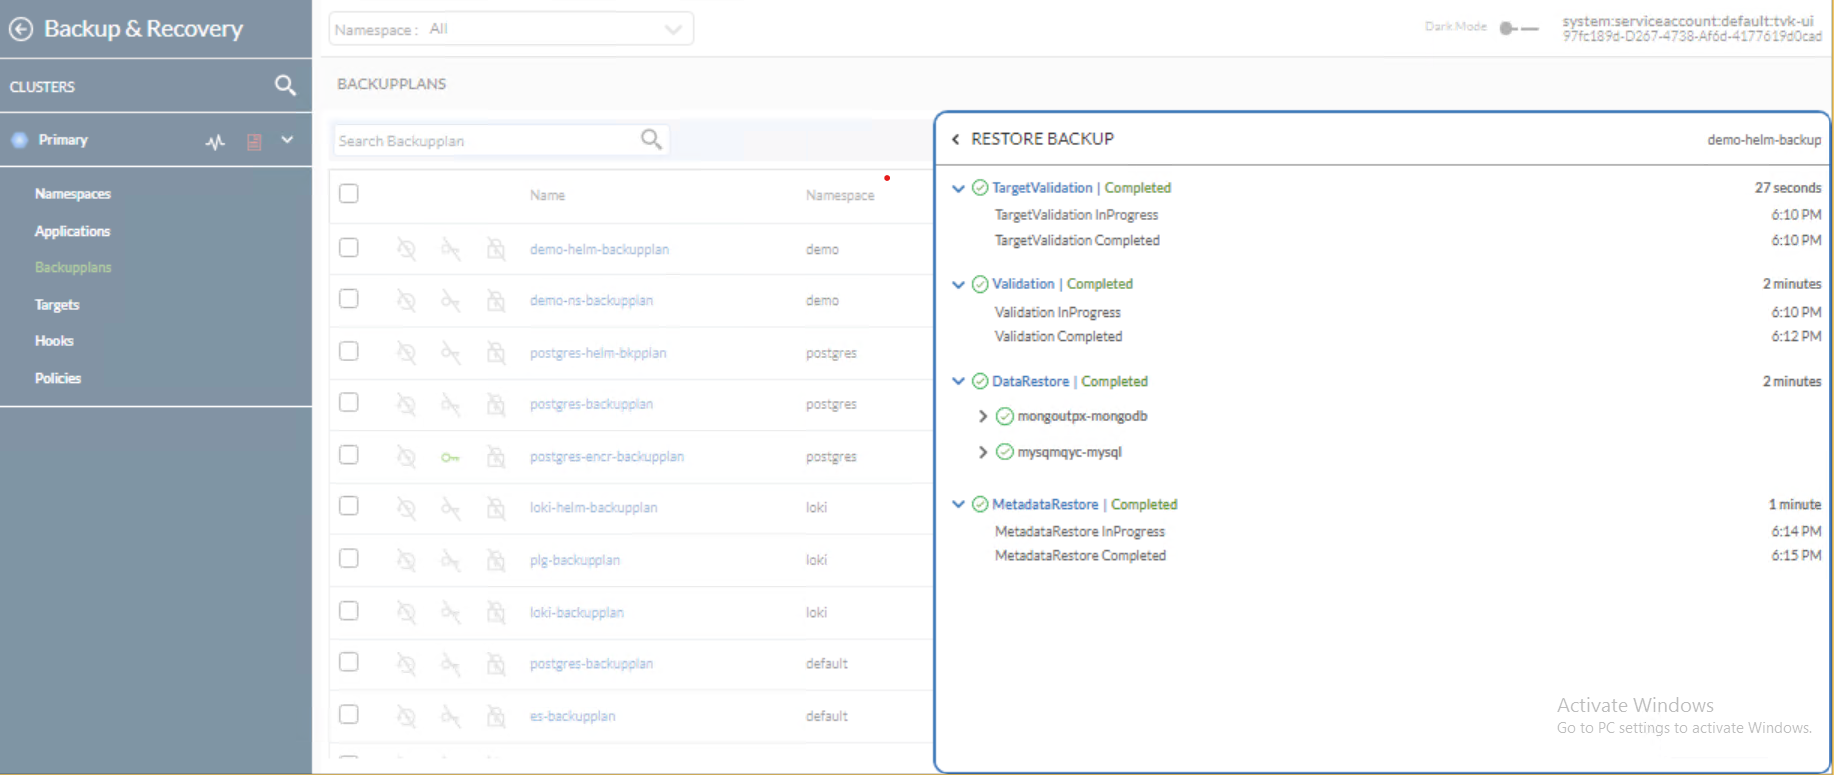 Backup & Recovery
CLUSTERS
Primary
Namespaces
Applications
Backupplans
Targets
Hooks
Policies
Namespace : All
Dark Mode
system:serviceaccount:default:tvk-ui
97fc189d-D267-4738-Af6d-4177619d0cad
BACKUPPLANS
Search Backupplan
Name Namespace
demo-helm-backupplan demo
demo-ns-backupplan demo
postgres-helm-bkpplan postgres
postgres-backupplan postgres
postgres-encr-backupplan postgres
loki-helm-backupplan loki
plg-backupplan loki
loki-backupplan loki
postgres-backupplan default
es-backupplan default
RESTORE BACKUP demo-helm-backup
TargetValidation | Completed 27 seconds
TargetValidation InProgress 6:10 PM
TargetValidation Completed 6:10 PM
Validation | Completed 2 minutes
Validation InProgress 6:10 PM
Validation Completed 6:12 PM
DataRestore | Completed 2 minutes
mongoutpx-mongodb
mysqmqyc-mysql
MetadataRestore | Completed 1 minute
MetadataRestore InProgress 6:14 PM
MetadataRestore Completed 6:15 PM
Activate Windows
Go to PC settings to activate Windows.